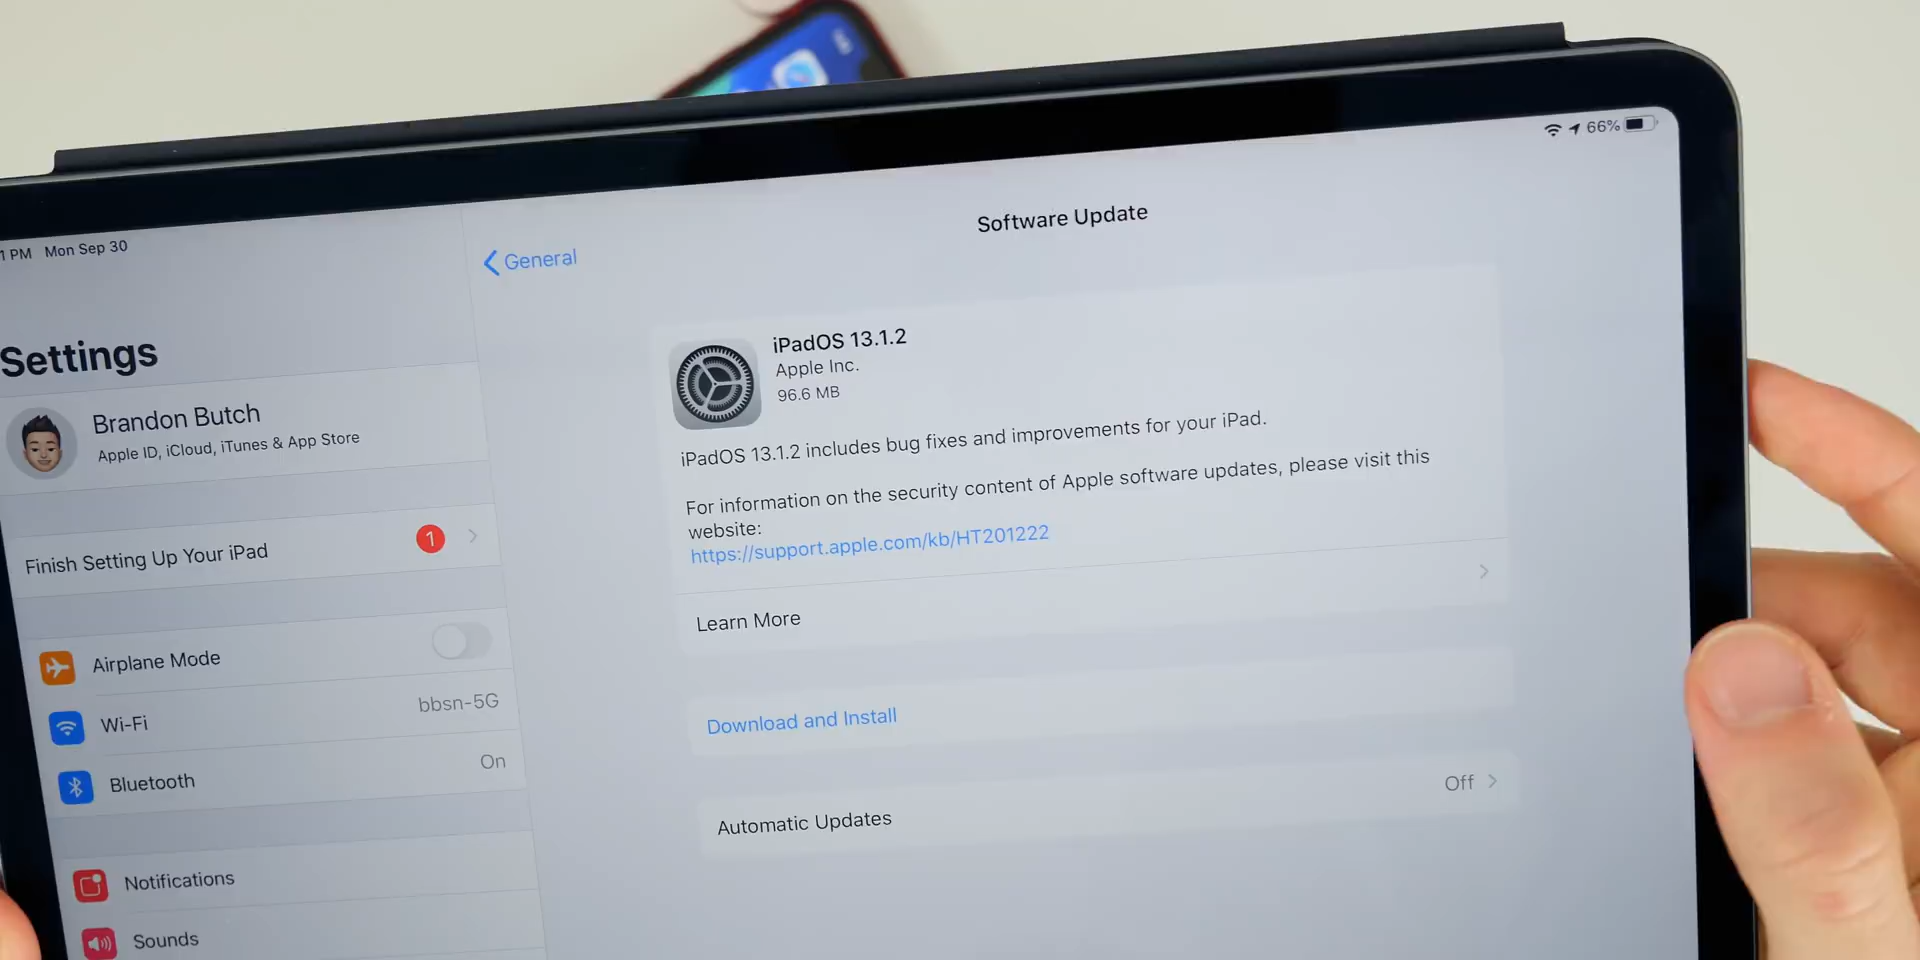 1 PM Mon Sep 30
66%
Settings
Brandon Butch
Apple ID, iCloud, iTunes & App Store
Finish Setting Up Your iPad
1
Airplane Mode
Wi-Fi
bbsn-5G
Bluetooth
On
Notifications
Sounds
General
Software Update
iPadOS 13.1.2
Apple Inc.
96.6 MB
iPadOS 13.1.2 includes bug fixes and improvements for your iPad.
For information on the security content of Apple software updates, please visit this
website:
https://support.apple.com/kb/HT201222
Learn More
Download and Install
Automatic Updates
Off